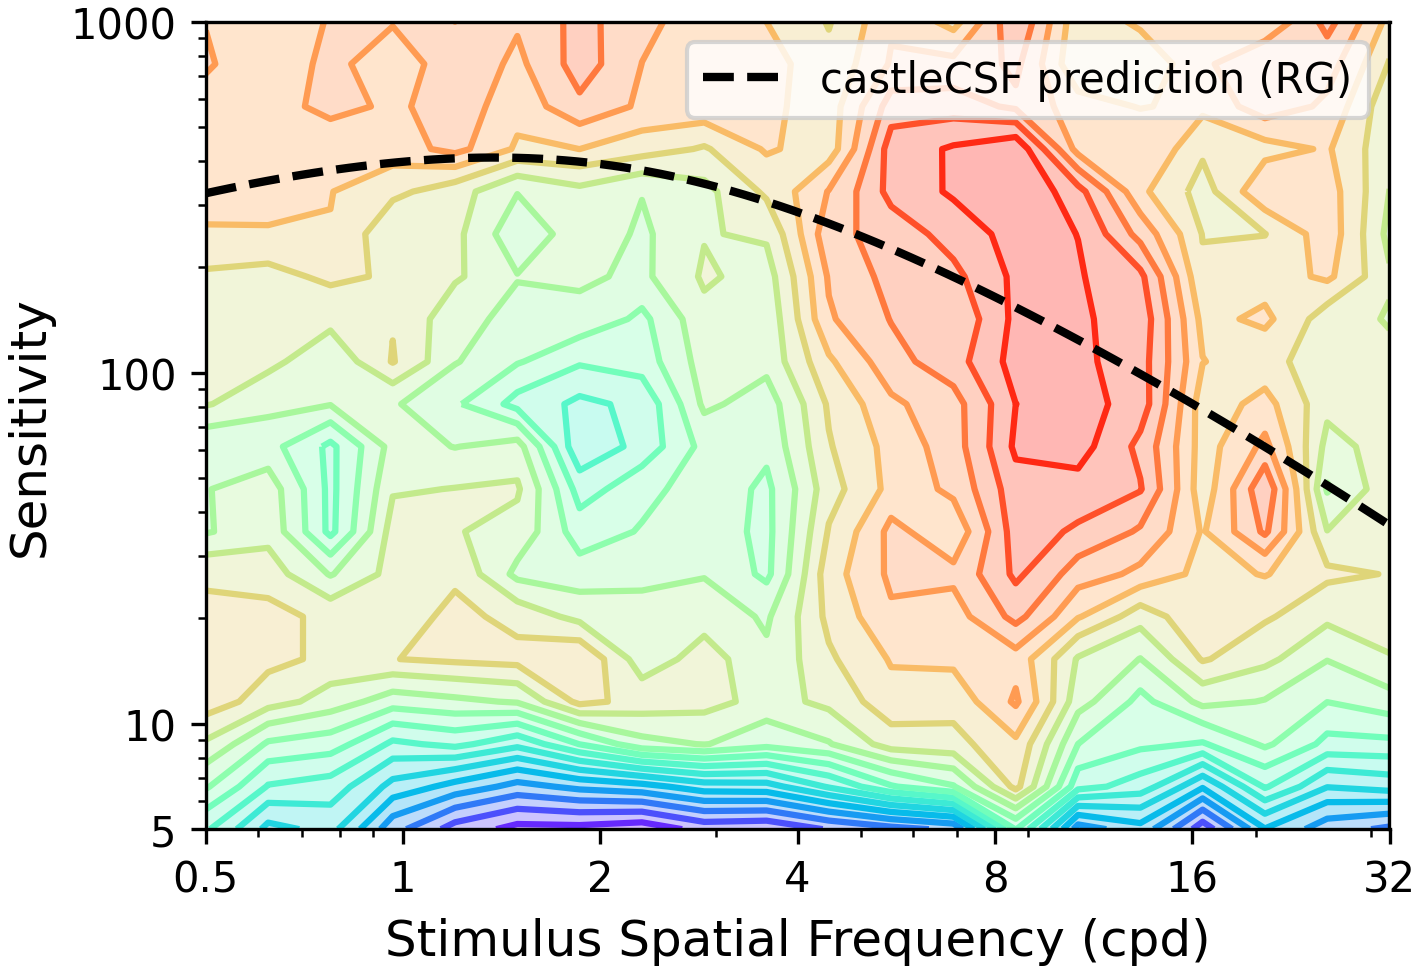 1000
castleCSF prediction (RG)
Sensitivity
100
10
5
0.5 1 2 4 8 16 32
Stimulus Spatial Frequency (cpd)